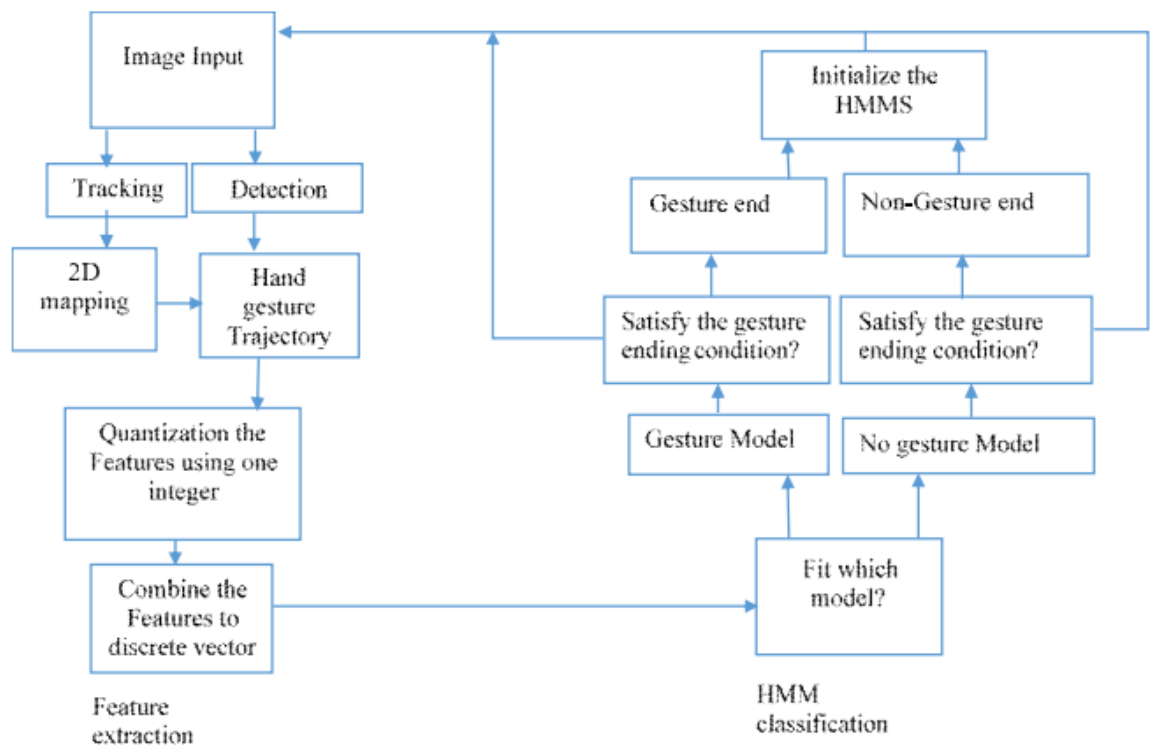 Image Input
Tracking
Detection
2D
mapping
Hand
gesture
Trajectory
Quantization the
Features using one
integer
Combine the
Features to
discrete vector
Feature
extraction
Initialize the
HMMS
Gesture end
Non-Gesture end
Satisfy the gesture
ending condition?
Satisfy the gesture
ending condition?
Gesture Model
No gesture Model
Fit which
model?
HMM
classification